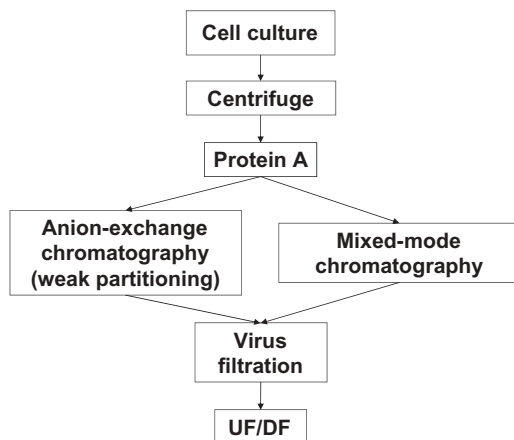 Cell culture
Centrifuge
Protein A
Anion-exchange
chromatography
(weak partitioning)
Mixed-mode
chromatography
Virus
filtration
UF/DF